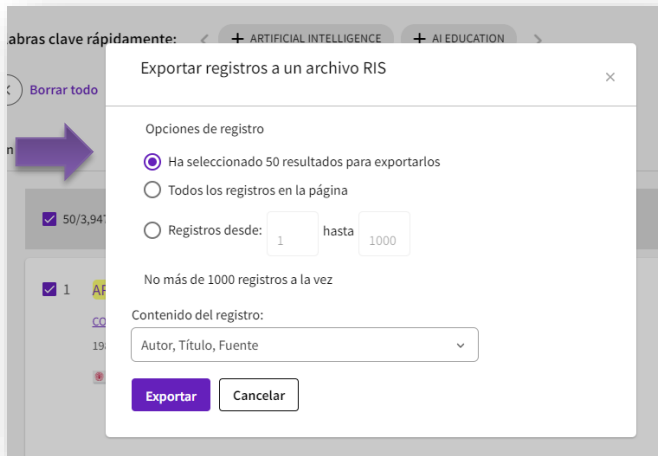 abras clave rápidamente: + ARTIFICIAL INTELLIGENCE + AI EDUCATION
Exportar registros a un archivo RIS
Borrar todo
Opciones de registro
Ha seleccionado 50 resultados para exportarlos
Todos los registros en la página
50/3,947
Registros desde: 1 hasta 1000
No más de 1000 registros a la vez
1
Contenido del registro:
Autor, Título, Fuente
Exportar Cancelar